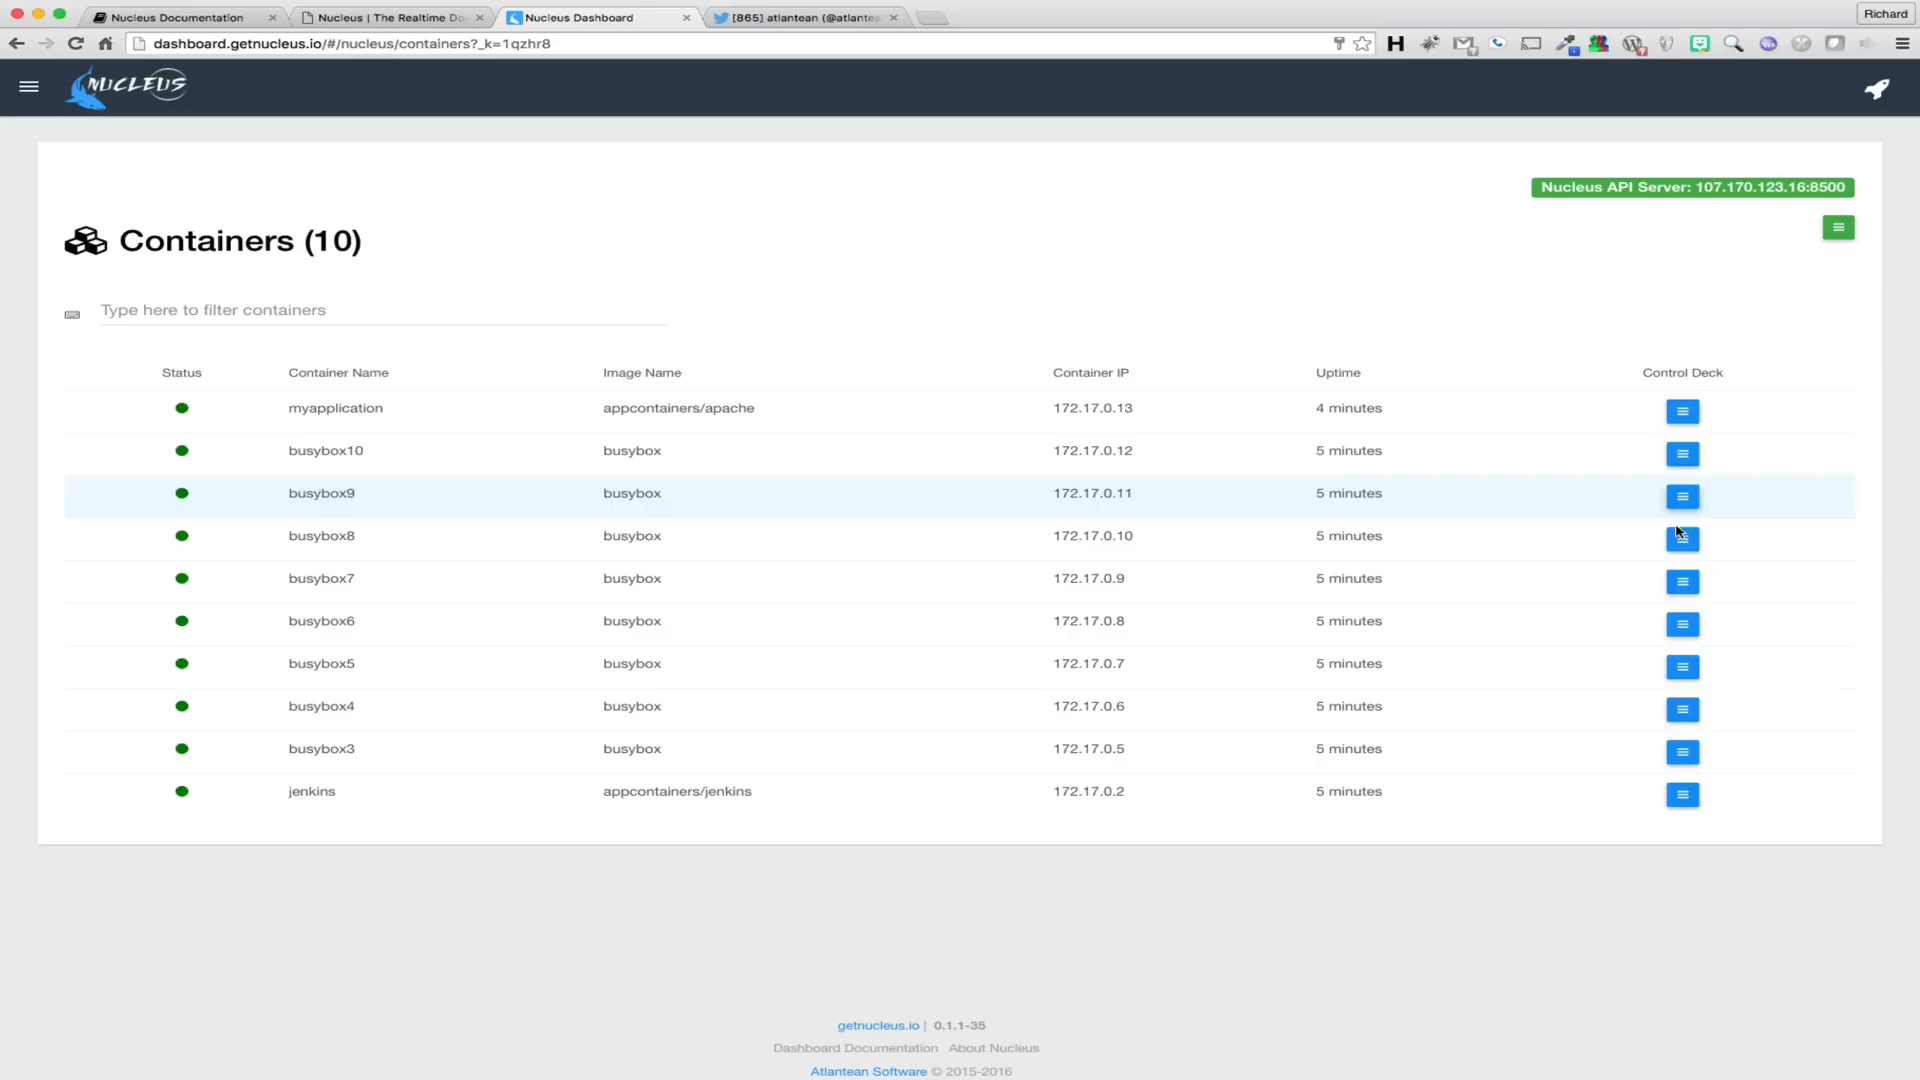 Nucleus Documentation
Nucleus | The Realtime Do
Nucleus Dashboard
[865] atlantean (@atlantea
Richard
dashboard.getnucleus.io/#/nucleus/containers?_k=1qzhr8
NUCLEUS
Nucleus API Server: 107.170.123.16:8500
Containers (10)
Type here to filter containers
Status Container Name Image Name Container IP Uptime Control Deck
myapplication appcontainers/apache 172.17.0.13 4 minutes
busybox10 busybox 172.17.0.12 5 minutes
busybox9 busybox 172.17.0.11 5 minutes
busybox8 busybox 172.17.0.10 5 minutes
busybox7 busybox 172.17.0.9 5 minutes
busybox6 busybox 172.17.0.8 5 minutes
busybox5 busybox 172.17.0.7 5 minutes
busybox4 busybox 172.17.0.6 5 minutes
busybox3 busybox 172.17.0.5 5 minutes
jenkins appcontainers/jenkins 172.17.0.2 5 minutes
getnucleus.io | 0.1.1-35
Dashboard Documentation About Nucleus
Atlantean Software © 2015-2016